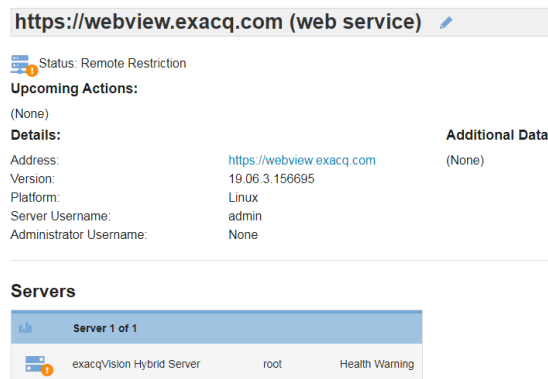 https://webview.exacq.com (web service)
Status: Remote Restriction
Upcoming Actions:
(None)
Details:
Additional Data
Address: https://webview.exacq.com (None)
Version: 19.06.3.156695
Platform: Linux
Server Username: admin
Administrator Username: None
Servers
Server 1 of 1
exacqVision Hybrid Server root Health Warning